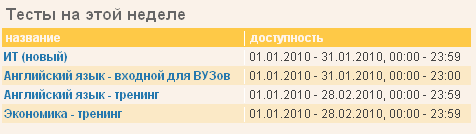 Тесты на этой неделе
название доступность
ИТ (новый) 01.01.2010 - 31.01.2010, 00:00 - 23:59
Английский язык - входной для ВУЗов 01.01.2010 - 31.01.2010, 00:00 - 23:00
Английский язык - тренинг 01.01.2010 - 28.02.2010, 00:00 - 23:59
Экономика - тренинг 01.01.2010 - 28.02.2010, 00:00 - 23:59